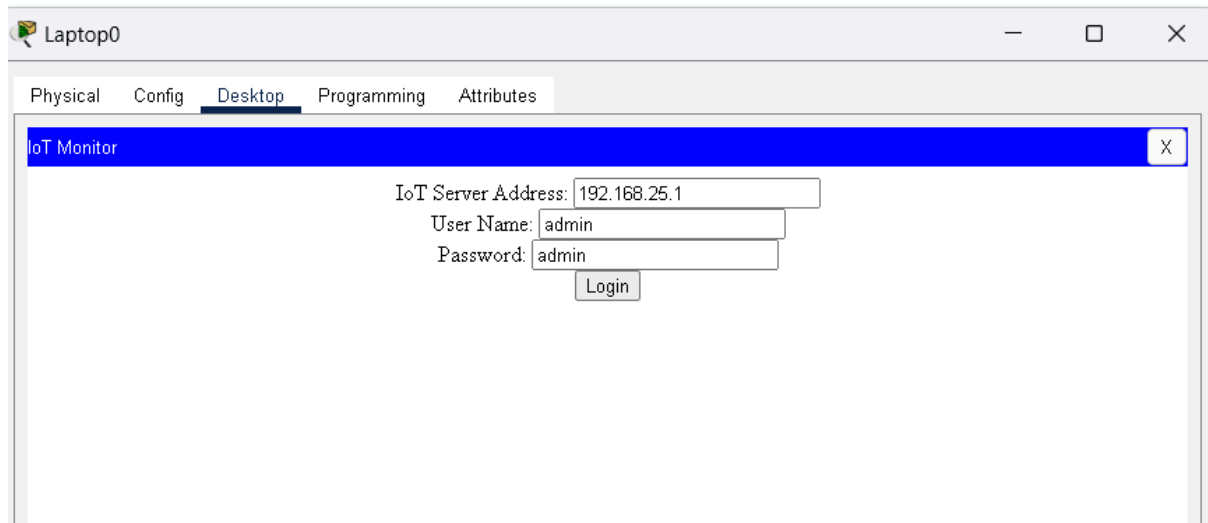 Laptop0
Physical Config Desktop Programming Attributes
IoT Monitor X
IoT Server Address: 192.168.25.1
User Name: admin
Password: admin
Login